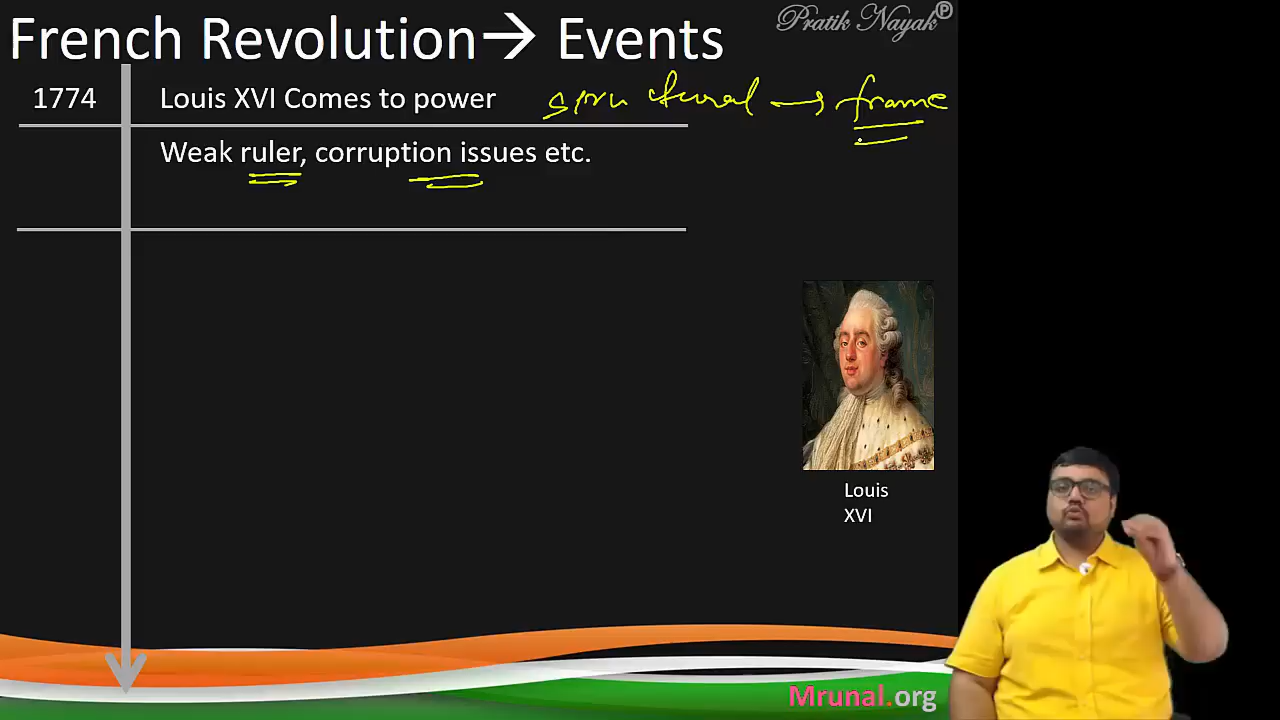 French Revolution→ Events
Pratik Nayak Ⓟ
1774 Louis XVI Comes to power
frame
Weak ruler, corruption issues etc.
Louis
XVI
Mrunal.org